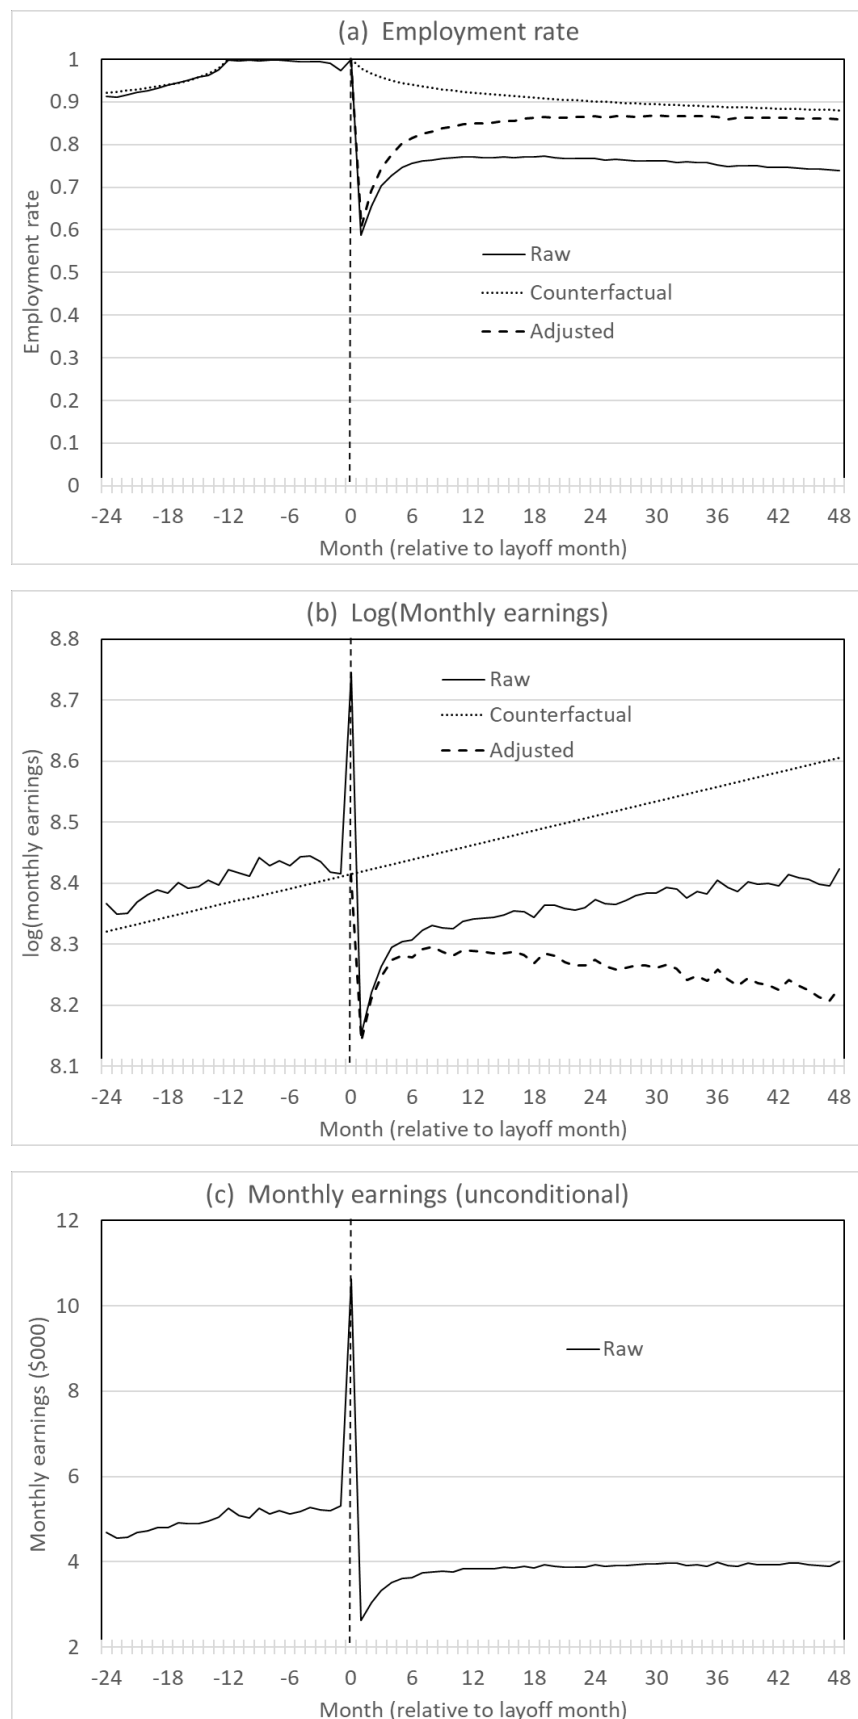 (a) Employment rate
1
0.9
0.8
0.7
0.6
0.5
0.4
0.3
0.2
0.1
0
Employment rate
Raw
Counterfactual
Adjusted
-24 -18 -12 -6 0 6 12 18 24 30 36 42 48
Month (relative to layoff month)
(b) Log(Monthly earnings)
8.8
8.7
8.6
8.5
8.4
8.3
8.2
8.1
log(monthly earnings)
Raw
Counterfactual
Adjusted
-24 -18 -12 -6 0 6 12 18 24 30 36 42 48
Month (relative to layoff month)
(c) Monthly earnings (unconditional)
12
10
8
6
4
2
Monthly earnings ($000)
Raw
-24 -18 -12 -6 0 6 12 18 24 30 36 42 48
Month (relative to layoff month)